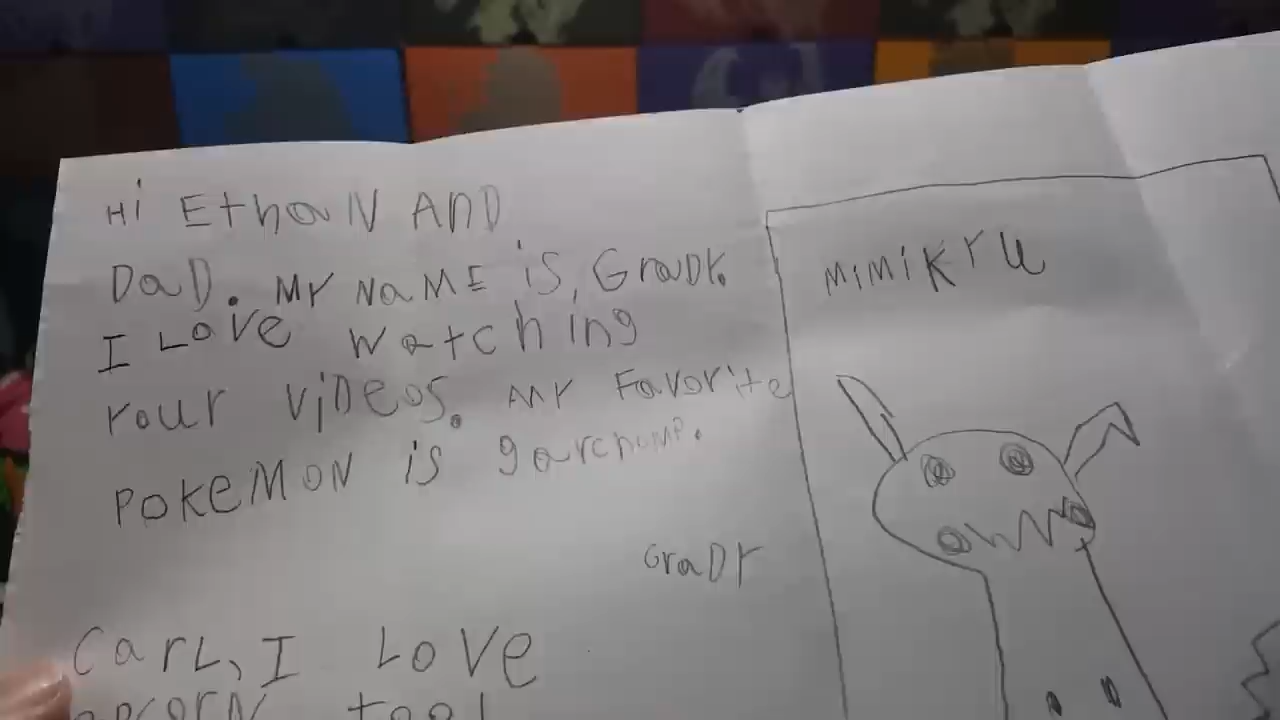 Hi EthaN AND
DaD. MY NaME is GraDY.
I LOVE watching
YOUr ViDEOS. MY FavOrite
POKEMON is garchomp.
GraDY
MiMiKYU
CarL, I LOVE
too!